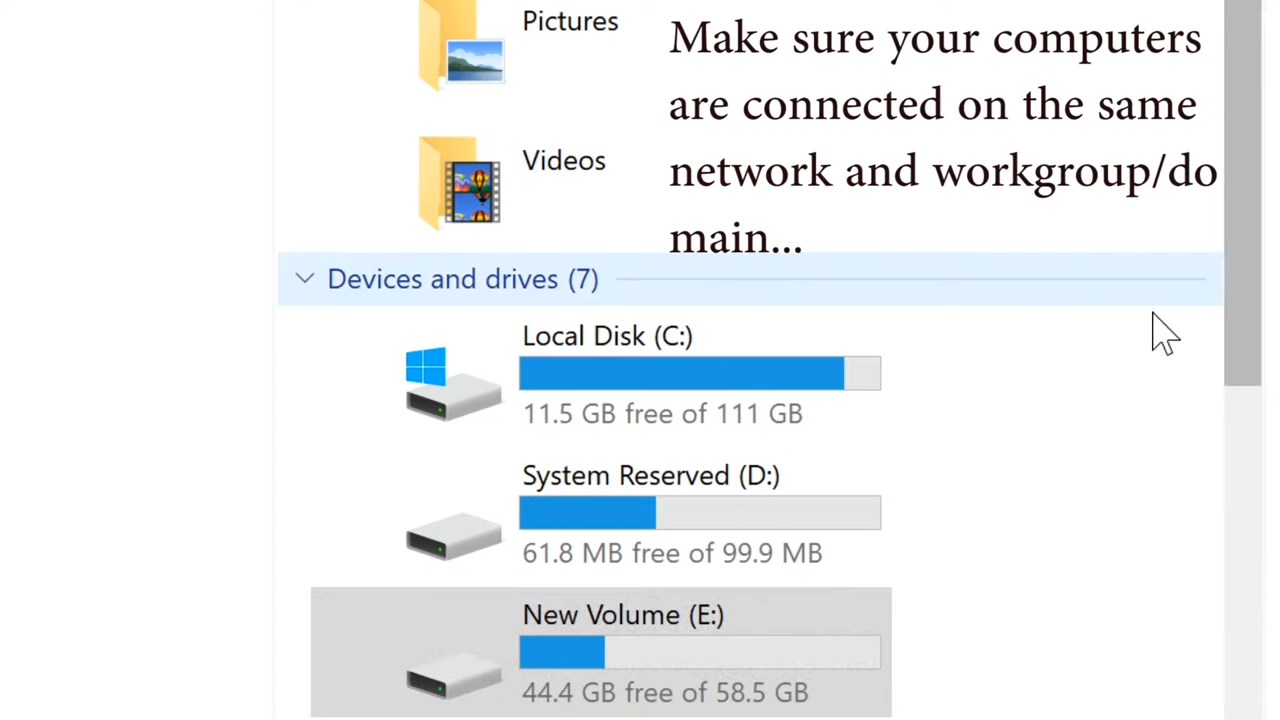 Pictures
Make sure your computers
are connected on the same
network and workgroup/do
main...
Videos
Devices and drives (7)
Local Disk (C:)
11.5 GB free of 111 GB
System Reserved (D:)
61.8 MB free of 99.9 MB
New Volume (E:)
44.4 GB free of 58.5 GB